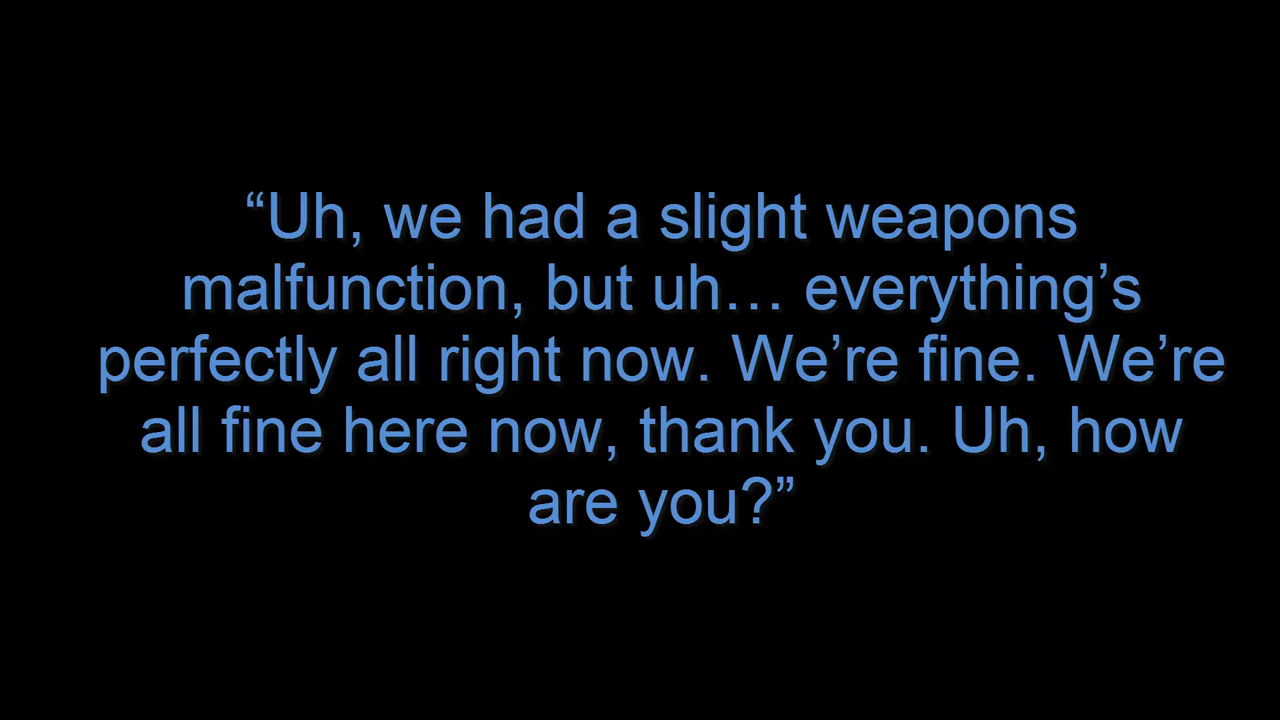 “Uh, we had a slight weapons
malfunction, but uh… everything’s
perfectly all right now. We’re fine. We’re
all fine here now, thank you. Uh, how
are you?”